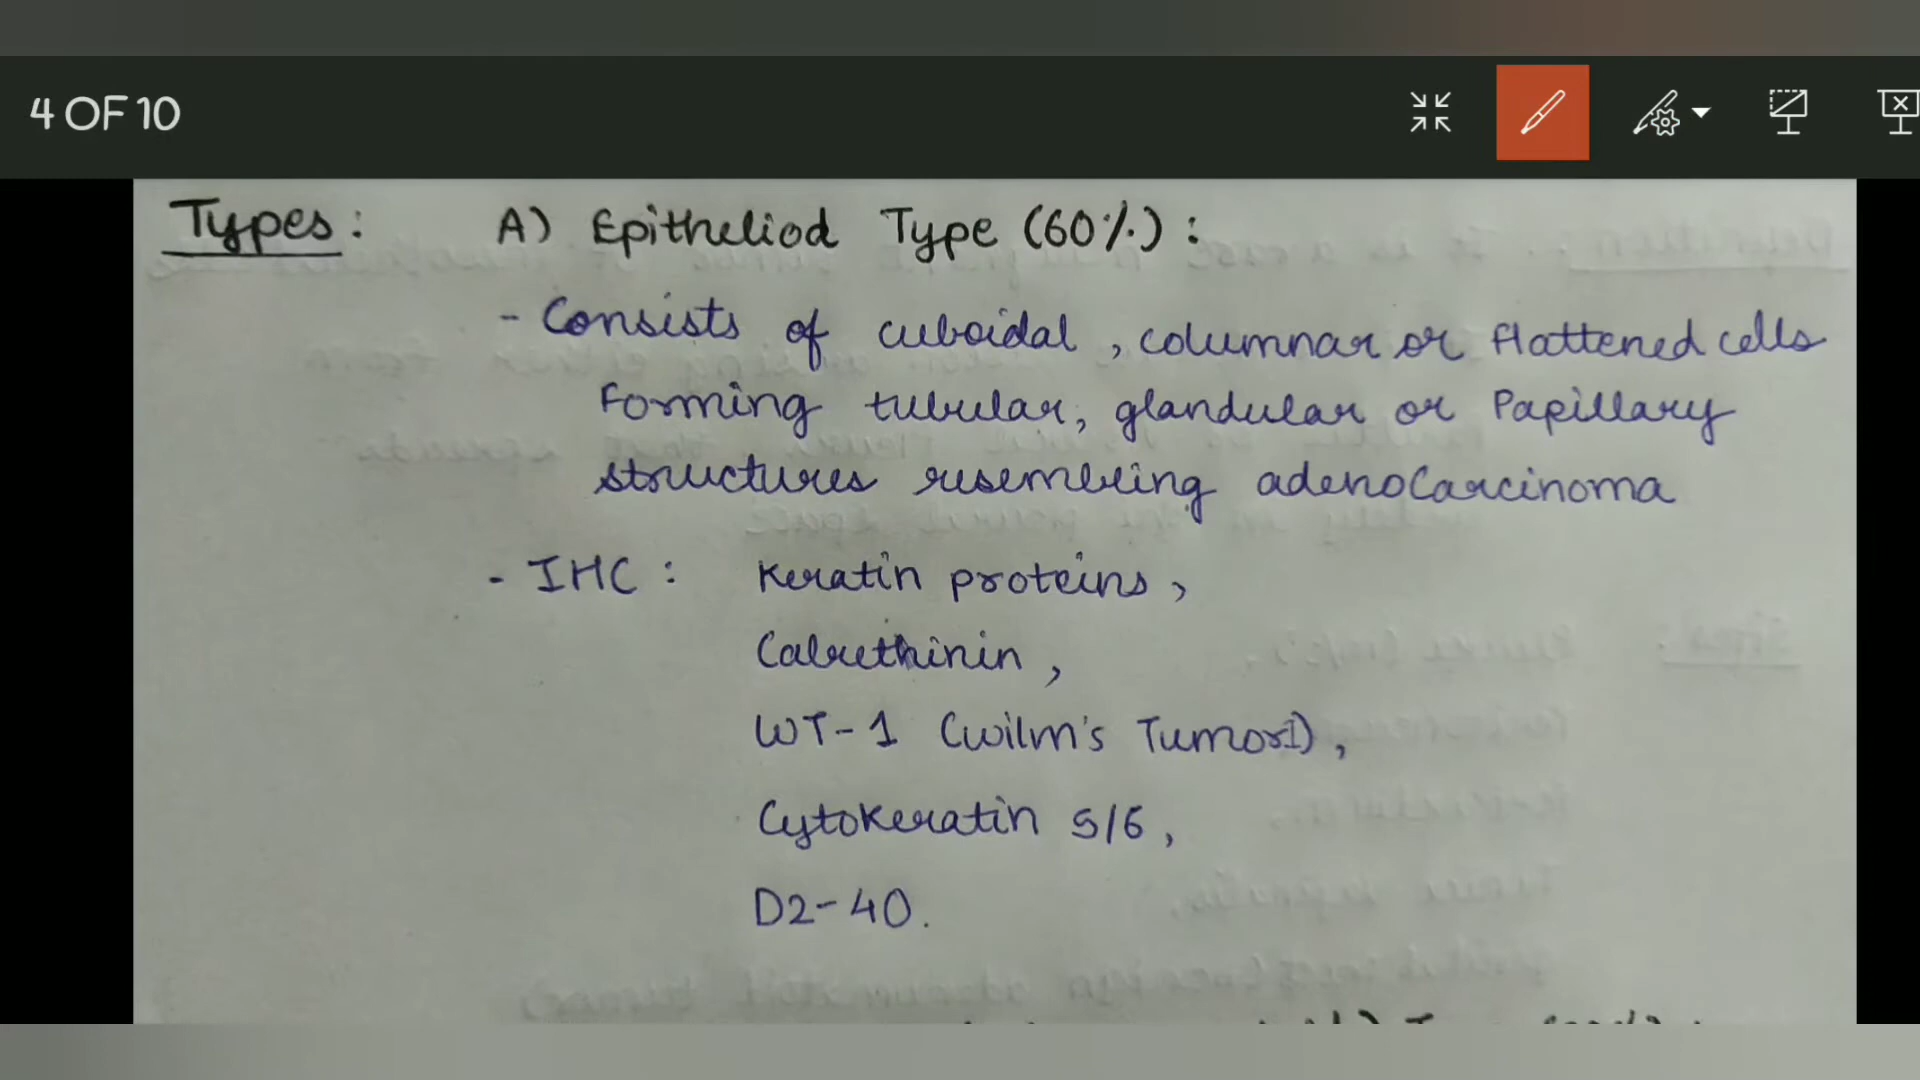 4 OF 10
Types: A) Epitheliod Type (60%):
- Consists of cuboidal, columnar or flattened cells
forming tubular, glandular or Papillary
structures resembling adenocarcinoma
- IHC: Keratin proteins,
Calrethinin,
WT-1 (wilm's Tumor1),
Cytokeratin 5/6,
D2-40.